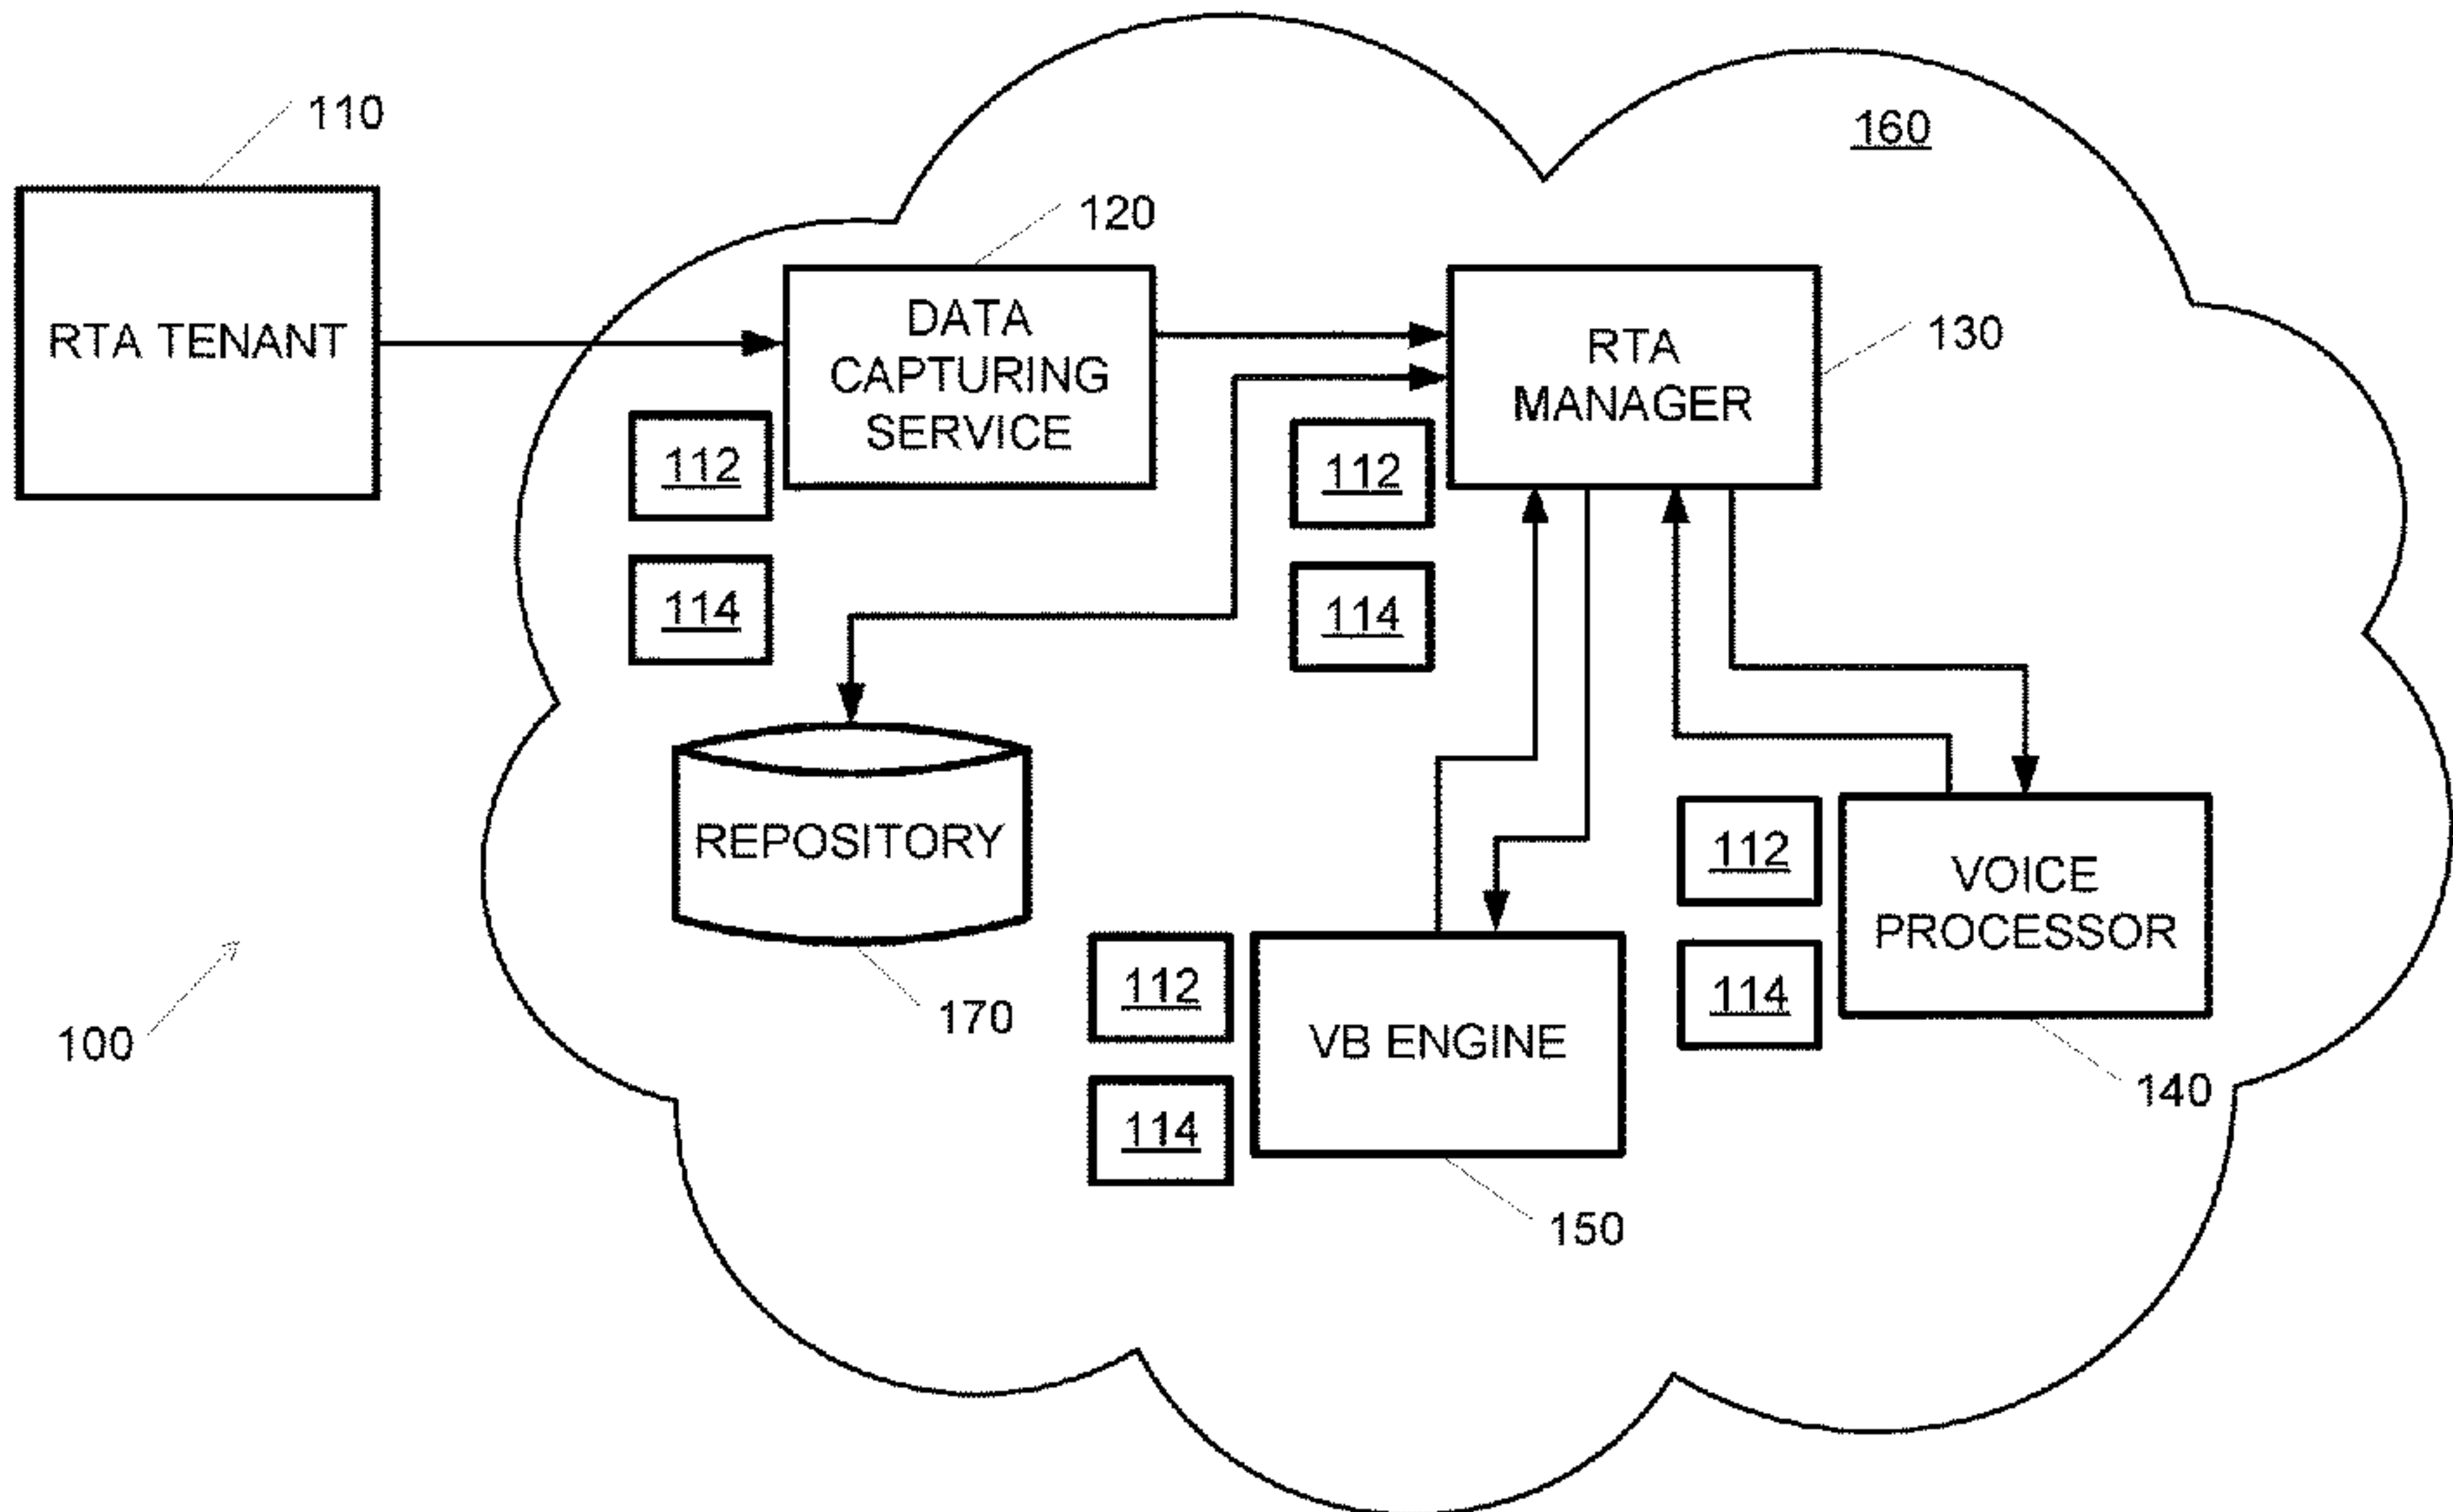 110
160
120
RTA TENANT
DATA
CAPTURING
SERVICE
RTA
MANAGER
130
112
114
112
114
REPOSITORY
170
100
112
114
VB ENGINE
150
112
114
VOICE
PROCESSOR
140